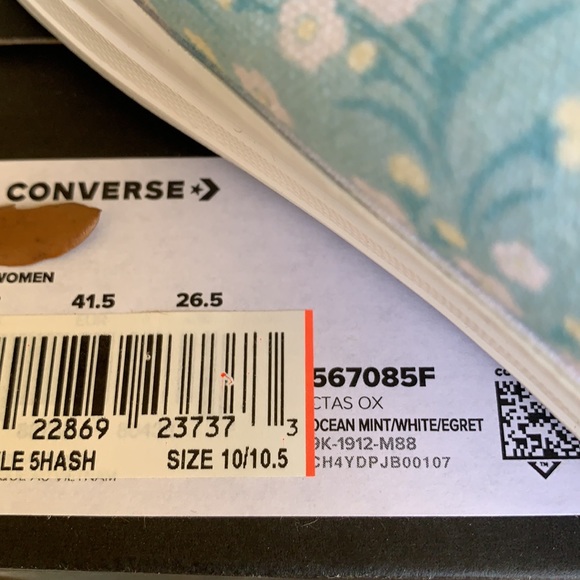 CONVERSE
WOMEN
41.5 26.5
22869 23737 3
LE 5HASH SIZE 10/10.5
567085F
CTAS OX
OCEAN MINT/WHITE/EGRET
9K-1912-M88
CH4YDPJB00107